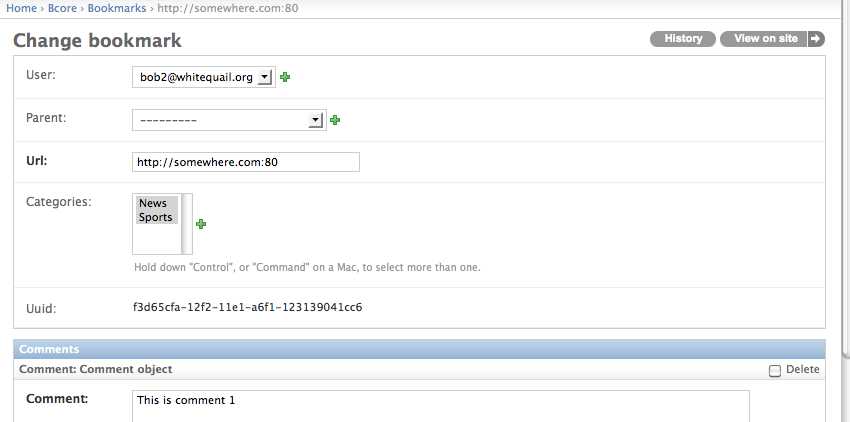 Home › Bcore › Bookmarks › http://somewhere.com:80
Change bookmark
History
View on site
User:
bob2@whitequail.org
Parent:
---------
Url:
http://somewhere.com:80
Categories:
News
Sports
Hold down "Control", or "Command" on a Mac, to select more than one.
Uuid:
f3d65cfa-12f2-11e1-a6f1-123139041cc6
Comments
Comment: Comment object
Delete
Comment:
This is comment 1